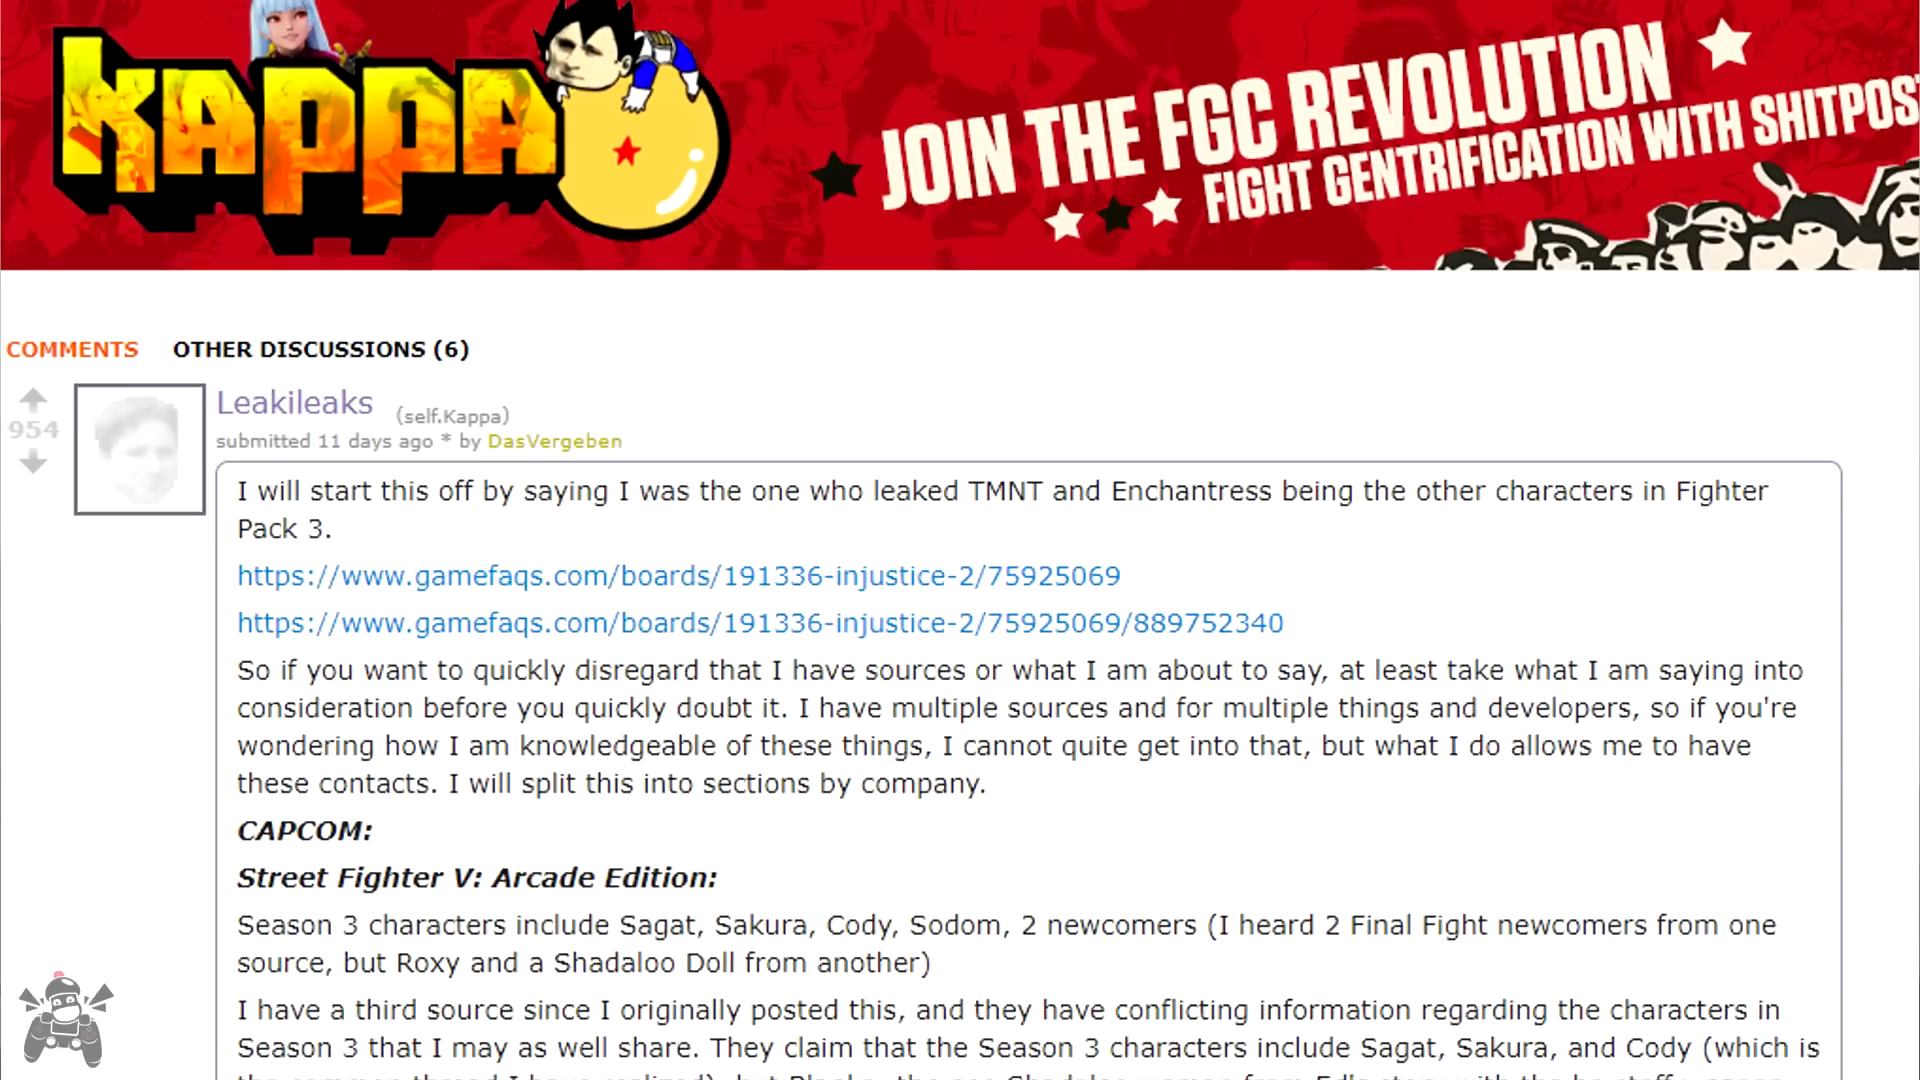 KAPPA
JOIN THE FGC REVOLUTION
FIGHT GENTRIFICATION WITH SHITPOS
COMMENTS OTHER DISCUSSIONS (6)
954
Leakileaks (self.Kappa)
submitted 11 days ago * by DasVergeben
I will start this off by saying I was the one who leaked TMNT and Enchantress being the other characters in Fighter
Pack 3.
https://www.gamefaqs.com/boards/191336-injustice-2/75925069
https://www.gamefaqs.com/boards/191336-injustice-2/75925069/889752340
So if you want to quickly disregard that I have sources or what I am about to say, at least take what I am saying into
consideration before you quickly doubt it. I have multiple sources and for multiple things and developers, so if you're
wondering how I am knowledgeable of these things, I cannot quite get into that, but what I do allows me to have
these contacts. I will split this into sections by company.
CAPCOM:
Street Fighter V: Arcade Edition:
Season 3 characters include Sagat, Sakura, Cody, Sodom, 2 newcomers (I heard 2 Final Fight newcomers from one
source, but Roxy and a Shadaloo Doll from another)
I have a third source since I originally posted this, and they have conflicting information regarding the characters in
Season 3 that I may as well share. They claim that the Season 3 characters include Sagat, Sakura, and Cody (which is